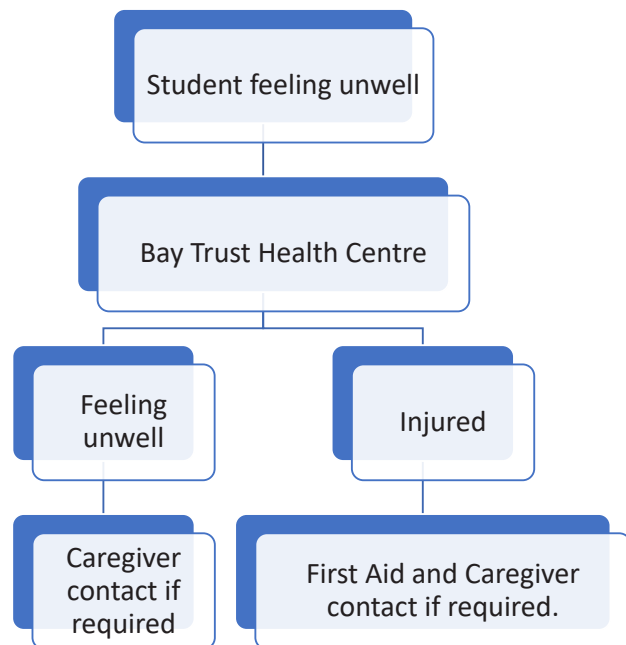 Student feeling unwell
Bay Trust Health Centre
Feeling
unwell
Injured
Caregiver
contact if
required
First Aid and Caregiver
contact if required.